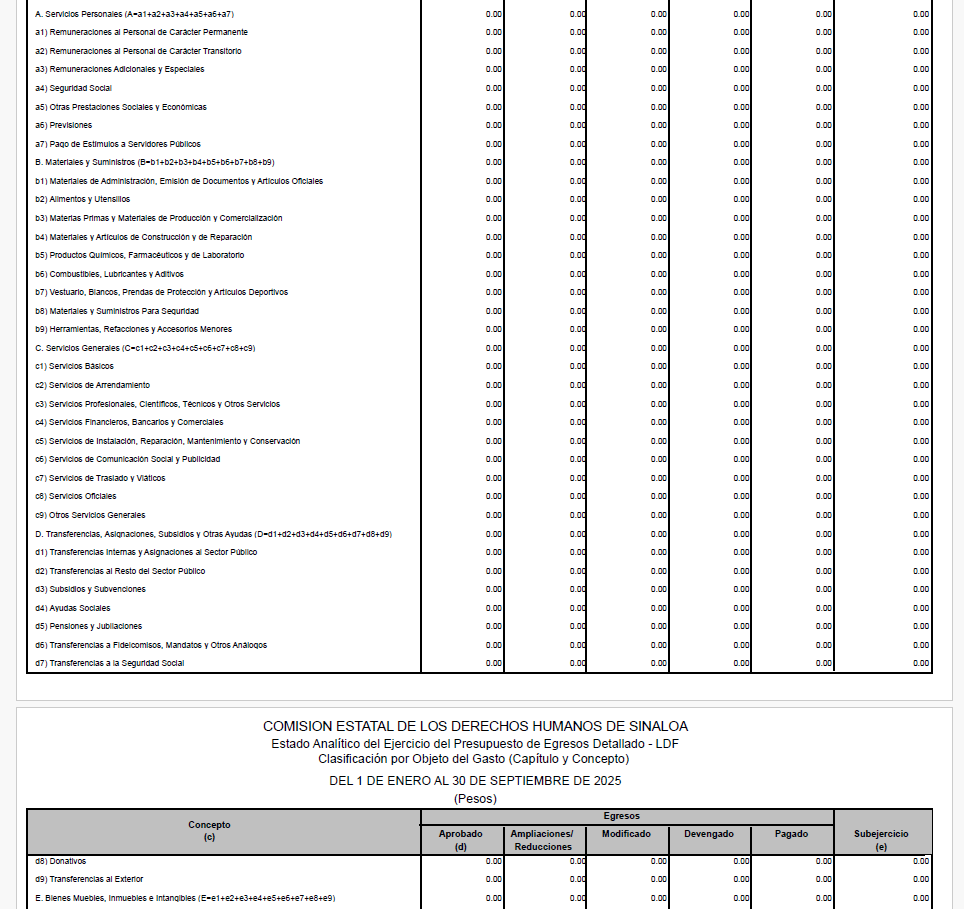 A. Servicios Personales (A=a1+a2+a3+a4+a5+a6+a7) 0.00 0.00 0.00 0.00 0.00 0.00
a1) Remuneraciones al Personal de Carácter Permanente 0.00 0.00 0.00 0.00 0.00 0.00
a2) Remuneraciones al Personal de Carácter Transitorio 0.00 0.00 0.00 0.00 0.00 0.00
a3) Remuneraciones Adicionales y Especiales 0.00 0.00 0.00 0.00 0.00 0.00
a4) Seguridad Social 0.00 0.00 0.00 0.00 0.00 0.00
a5) Otras Prestaciones Sociales y Económicas 0.00 0.00 0.00 0.00 0.00 0.00
a6) Previsiones 0.00 0.00 0.00 0.00 0.00 0.00
a7) Pago de Estímulos a Servidores Públicos 0.00 0.00 0.00 0.00 0.00 0.00
B. Materiales y Suministros (B=b1+b2+b3+b4+b5+b6+b7+b8+b9) 0.00 0.00 0.00 0.00 0.00 0.00
b1) Materiales de Administración, Emisión de Documentos y Artículos Oficiales 0.00 0.00 0.00 0.00 0.00 0.00
b2) Alimentos y Utensilios 0.00 0.00 0.00 0.00 0.00 0.00
b3) Materias Primas y Materiales de Producción y Comercialización 0.00 0.00 0.00 0.00 0.00 0.00
b4) Materiales y Artículos de Construcción y de Reparación 0.00 0.00 0.00 0.00 0.00 0.00
b5) Productos Químicos, Farmacéuticos y de Laboratorio 0.00 0.00 0.00 0.00 0.00 0.00
b6) Combustibles, Lubricantes y Aditivos 0.00 0.00 0.00 0.00 0.00 0.00
b7) Vestuario, Blancos, Prendas de Protección y Artículos Deportivos 0.00 0.00 0.00 0.00 0.00 0.00
b8) Materiales y Suministros Para Seguridad 0.00 0.00 0.00 0.00 0.00 0.00
b9) Herramientas, Refacciones y Accesorios Menores 0.00 0.00 0.00 0.00 0.00 0.00
C. Servicios Generales (C=c1+c2+c3+c4+c5+c6+c7+c8+c9) 0.00 0.00 0.00 0.00 0.00 0.00
c1) Servicios Básicos 0.00 0.00 0.00 0.00 0.00 0.00
c2) Servicios de Arrendamiento 0.00 0.00 0.00 0.00 0.00 0.00
c3) Servicios Profesionales, Científicos, Técnicos y Otros Servicios 0.00 0.00 0.00 0.00 0.00 0.00
c4) Servicios Financieros, Bancarios y Comerciales 0.00 0.00 0.00 0.00 0.00 0.00
c5) Servicios de Instalación, Reparación, Mantenimiento y Conservación 0.00 0.00 0.00 0.00 0.00 0.00
c6) Servicios de Comunicación Social y Publicidad 0.00 0.00 0.00 0.00 0.00 0.00
c7) Servicios de Traslado y Viáticos 0.00 0.00 0.00 0.00 0.00 0.00
c8) Servicios Oficiales 0.00 0.00 0.00 0.00 0.00 0.00
c9) Otros Servicios Generales 0.00 0.00 0.00 0.00 0.00 0.00
D. Transferencias, Asignaciones, Subsidios y Otras Ayudas (D=d1+d2+d3+d4+d5+d6+d7+d8+d9) 0.00 0.00 0.00 0.00 0.00 0.00
d1) Transferencias Internas y Asignaciones al Sector Público 0.00 0.00 0.00 0.00 0.00 0.00
d2) Transferencias al Resto del Sector Público 0.00 0.00 0.00 0.00 0.00 0.00
d3) Subsidios y Subvenciones 0.00 0.00 0.00 0.00 0.00 0.00
d4) Ayudas Sociales 0.00 0.00 0.00 0.00 0.00 0.00
d5) Pensiones y Jubilaciones 0.00 0.00 0.00 0.00 0.00 0.00
d6) Transferencias a Fideicomisos, Mandatos y Otros Análogos 0.00 0.00 0.00 0.00 0.00 0.00
d7) Transferencias a la Seguridad Social 0.00 0.00 0.00 0.00 0.00 0.00
COMISION ESTATAL DE LOS DERECHOS HUMANOS DE SINALOA
Estado Analítico del Ejercicio del Presupuesto de Egresos Detallado - LDF
Clasificación por Objeto del Gasto (Capítulo y Concepto)
DEL 1 DE ENERO AL 30 DE SEPTIEMBRE DE 2025
(Pesos)
Egresos
Concepto
(c)
Aprobado
(d)
Ampliaciones/
Reducciones
Modificado
Devengado
Pagado
Subejercicio
(e)
d8) Donativos 0.00 0.00 0.00 0.00 0.00 0.00
d9) Transferencias al Exterior 0.00 0.00 0.00 0.00 0.00 0.00
E. Bienes Muebles, Inmuebles e Intangibles (E=e1+e2+e3+e4+e5+e6+e7+e8+e9) 0.00 0.00 0.00 0.00 0.00 0.00